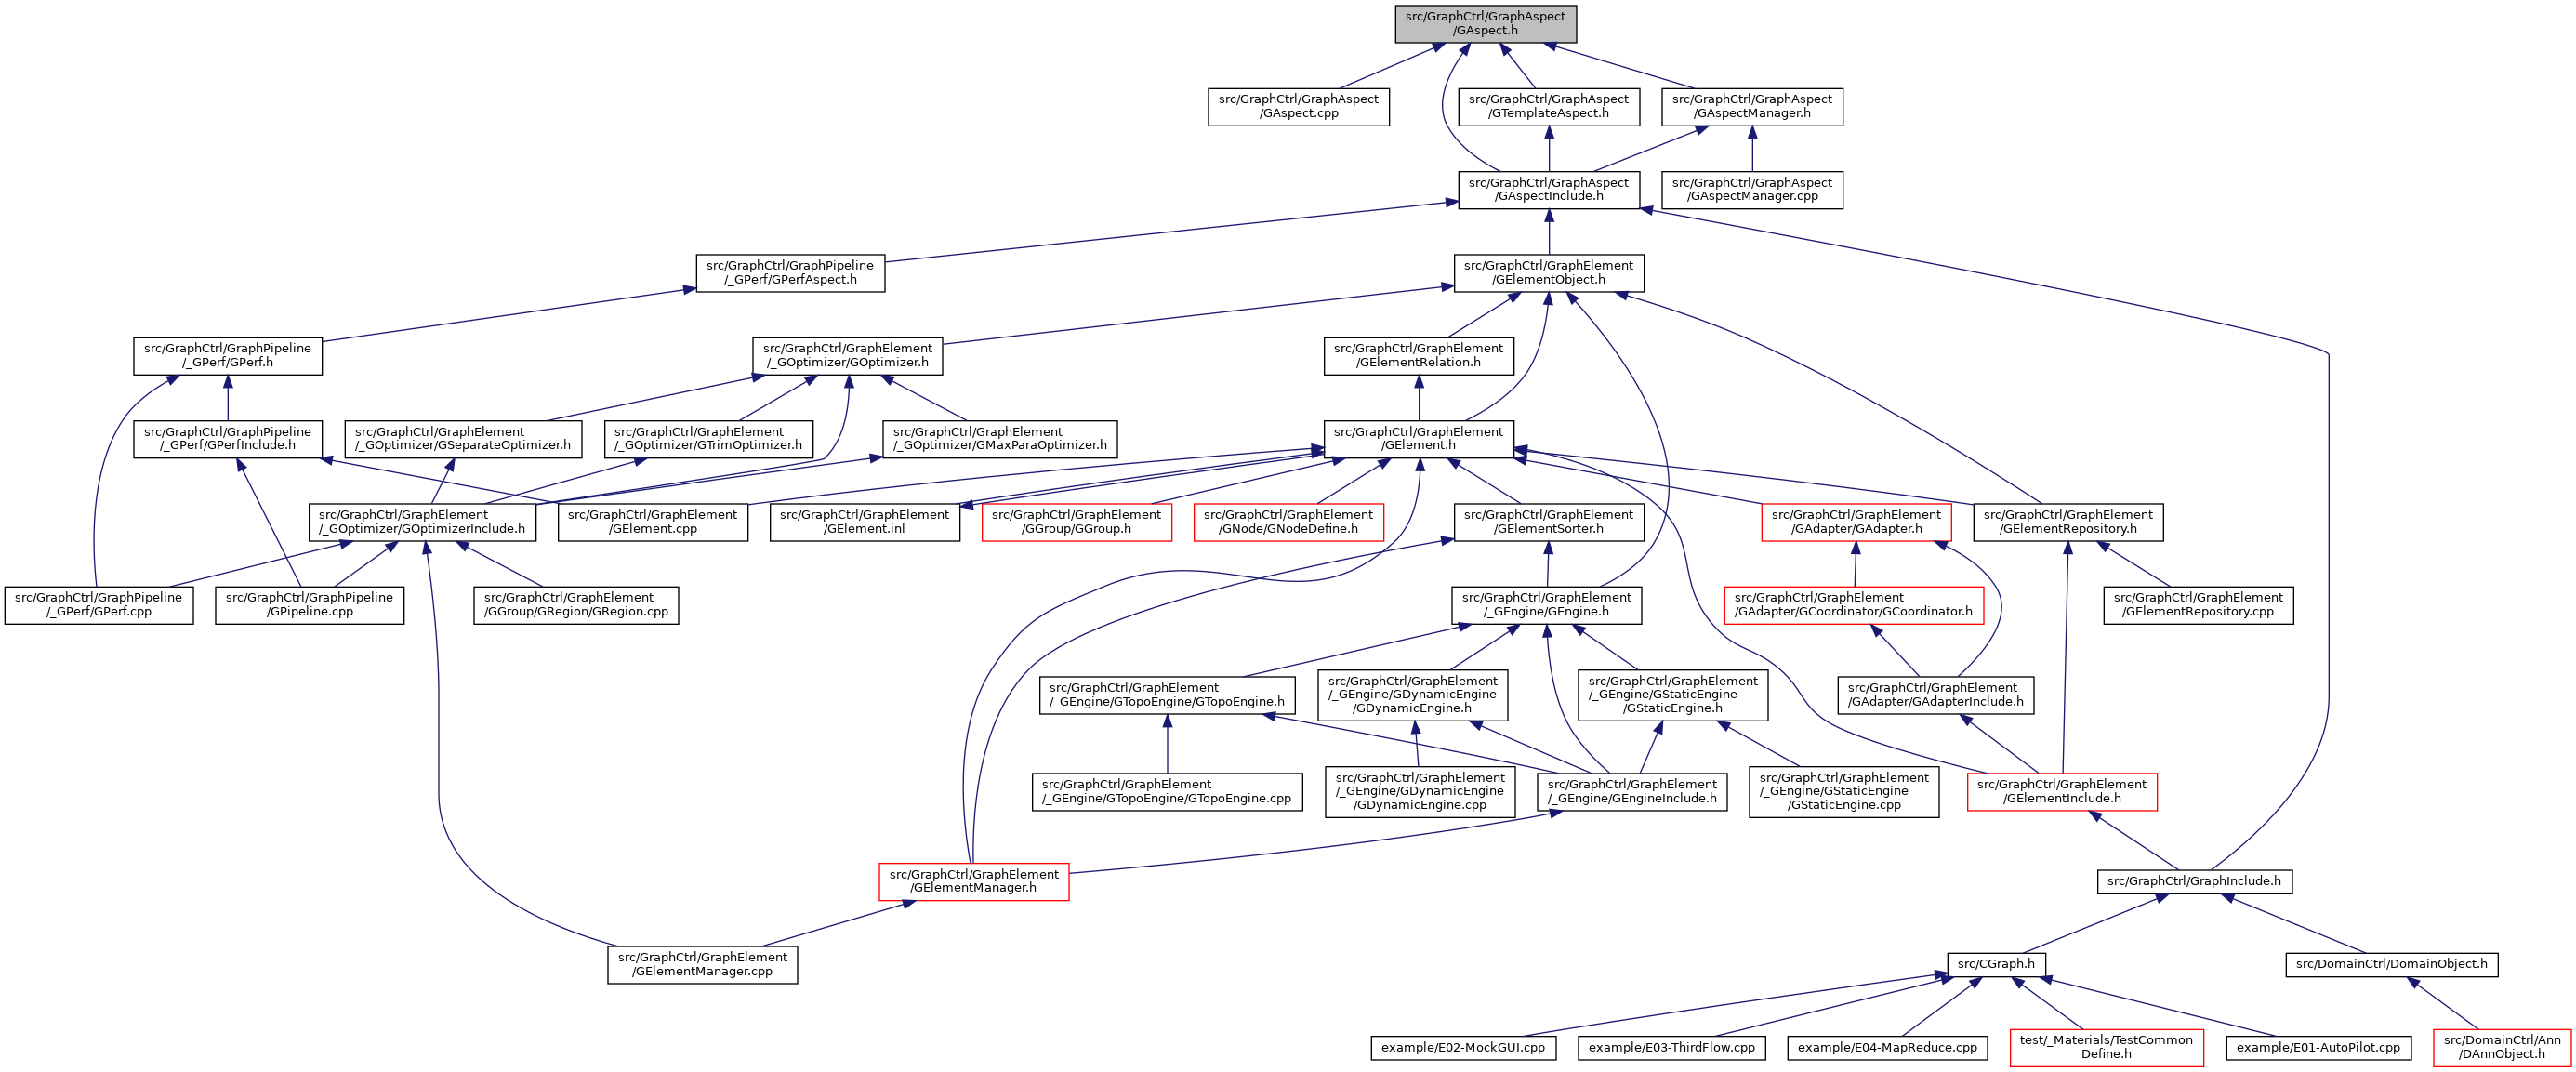 src/GraphCtrl/GraphAspect
/GAspect.h
src/GraphCtrl/GraphAspect
/GAspect.cpp
src/GraphCtrl/GraphAspect
/GTemplateAspect.h
src/GraphCtrl/GraphAspect
/GAspectManager.h
src/GraphCtrl/GraphAspect
/GAspectInclude.h
src/GraphCtrl/GraphAspect
/GAspectManager.cpp
src/GraphCtrl/GraphPipeline
/_GPerf/GPerfAspect.h
src/GraphCtrl/GraphElement
/GElementObject.h
src/GraphCtrl/GraphPipeline
/_GPerf/GPerf.h
src/GraphCtrl/GraphElement
/_GOptimizer/GOptimizer.h
src/GraphCtrl/GraphElement
/GElementRelation.h
src/GraphCtrl/GraphPipeline
/_GPerf/GPerfInclude.h
src/GraphCtrl/GraphElement
/_GOptimizer/GSeparateOptimizer.h
src/GraphCtrl/GraphElement
/_GOptimizer/GTrimOptimizer.h
src/GraphCtrl/GraphElement
/_GOptimizer/GMaxParaOptimizer.h
src/GraphCtrl/GraphElement
/GElement.h
src/GraphCtrl/GraphElement
/_GOptimizer/GOptimizerInclude.h
src/GraphCtrl/GraphElement
/GElement.cpp
src/GraphCtrl/GraphElement
/GElement.inl
src/GraphCtrl/GraphElement
/GGroup/GGroup.h
src/GraphCtrl/GraphElement
/GNode/GNodeDefine.h
src/GraphCtrl/GraphElement
/GElementSorter.h
src/GraphCtrl/GraphElement
/GAdapter/GAdapter.h
src/GraphCtrl/GraphElement
/GElementRepository.h
src/GraphCtrl/GraphPipeline
/_GPerf/GPerf.cpp
src/GraphCtrl/GraphPipeline
/GPipeline.cpp
src/GraphCtrl/GraphElement
/GGroup/GRegion/GRegion.cpp
src/GraphCtrl/GraphElement
/_GEngine/GEngine.h
src/GraphCtrl/GraphElement
/GAdapter/GCoordinator/GCoordinator.h
src/GraphCtrl/GraphElement
/GElementRepository.cpp
src/GraphCtrl/GraphElement
/_GEngine/GTopoEngine/GTopoEngine.h
src/GraphCtrl/GraphElement
/_GEngine/GDynamicEngine
/GDynamicEngine.h
src/GraphCtrl/GraphElement
/_GEngine/GStaticEngine
/GStaticEngine.h
src/GraphCtrl/GraphElement
/GAdapter/GAdapterInclude.h
src/GraphCtrl/GraphElement
/_GEngine/GTopoEngine/GTopoEngine.cpp
src/GraphCtrl/GraphElement
/_GEngine/GDynamicEngine
/GDynamicEngine.cpp
src/GraphCtrl/GraphElement
/_GEngine/GEngineInclude.h
src/GraphCtrl/GraphElement
/_GEngine/GStaticEngine
/GStaticEngine.cpp
src/GraphCtrl/GraphElement
/GElementInclude.h
src/GraphCtrl/GraphElement
/GElementManager.h
src/GraphCtrl/GraphInclude.h
src/GraphCtrl/GraphElement
/GElementManager.cpp
src/CGraph.h
src/DomainCtrl/DomainObject.h
example/E02-MockGUI.cpp
example/E03-ThirdFlow.cpp
example/E04-MapReduce.cpp
test/_Materials/TestCommon
Define.h
example/E01-AutoPilot.cpp
src/DomainCtrl/Ann
/DAnnObject.h